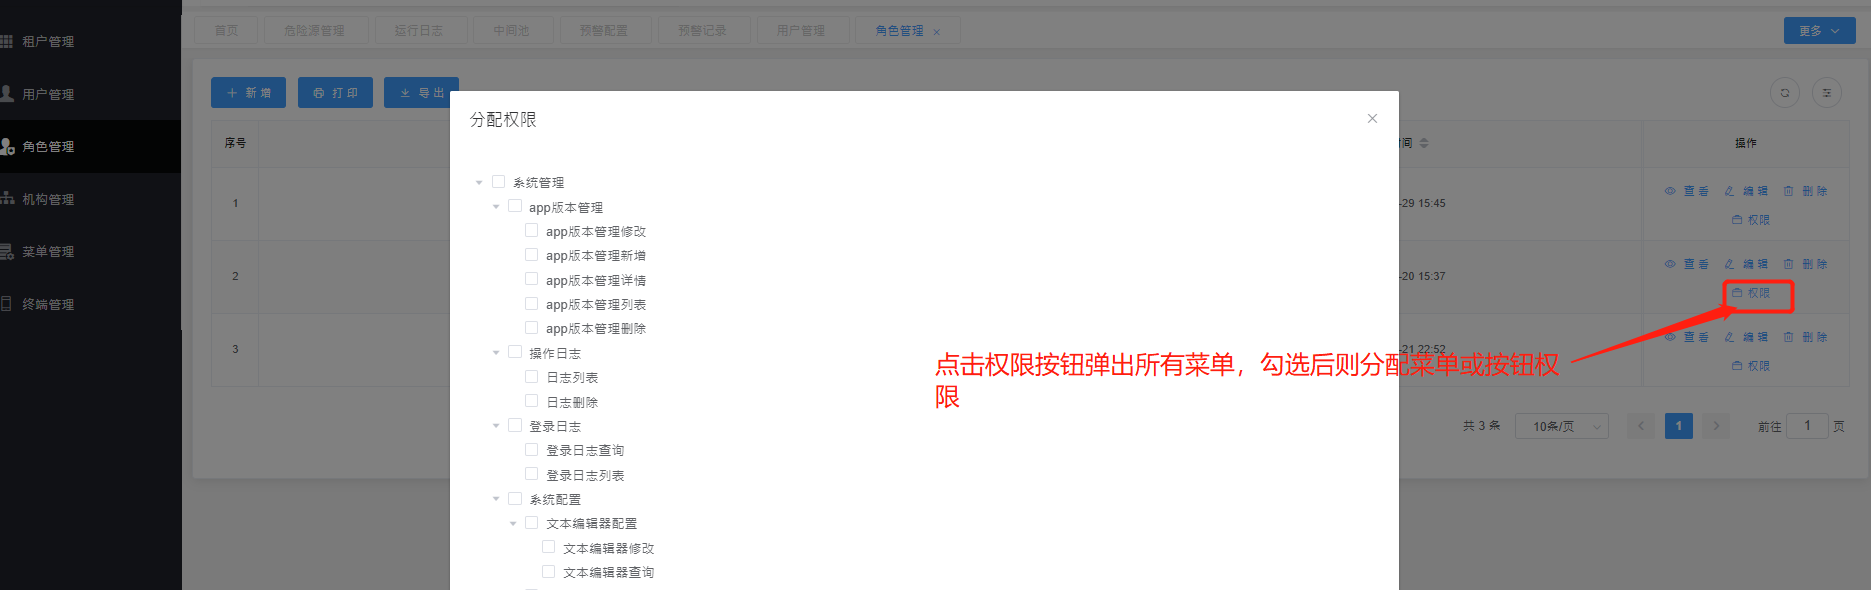 首页
危险源管理
运行日志
中间池
预警配置
预警记录
用户管理
角色管理
更多
租户管理
用户管理
角色管理
机构管理
菜单管理
终端管理
新 增
打 印
导 出
序号
间
操作
1
-29 15:45
查看 编辑 删除
权限
2
-20 15:37
查看 编辑 删除
权限
3
-21 22:52
查看 编辑 删除
权限
共 3 条
10条/页
1
前往 1 页
分配权限
系统管理
app版本管理
app版本管理修改
app版本管理新增
app版本管理详情
app版本管理列表
app版本管理删除
操作日志
日志列表
日志删除
登录日志
登录日志查询
登录日志列表
系统配置
文本编辑器配置
文本编辑器修改
文本编辑器查询
点击权限按钮弹出所有菜单，勾选后则分配菜单或按钮权
限